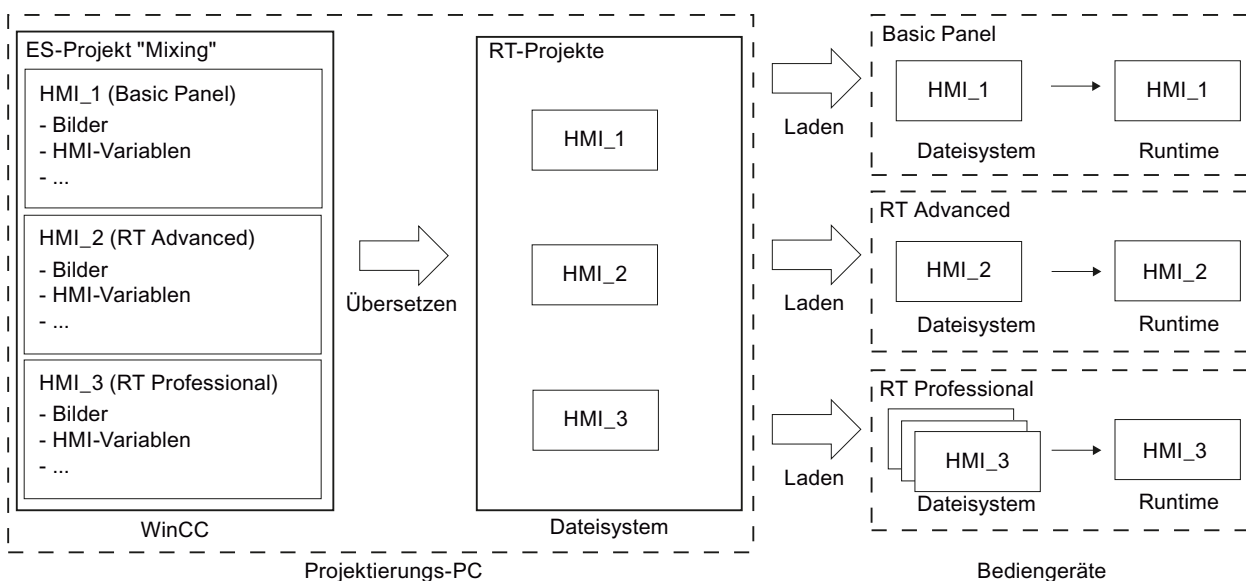 ES-Projekt "Mixing"
HMI_1 (Basic Panel)
- Bilder
- HMI-Variablen
- ...
HMI_2 (RT Advanced)
- Bilder
- HMI-Variablen
- ...
HMI_3 (RT Professional)
- Bilder
- HMI-Variablen
- ...
WinCC
Übersetzen
RT-Projekte
HMI_1
HMI_2
HMI_3
Dateisystem
Projektierungs-PC
Laden
Laden
Laden
Basic Panel
HMI_1
HMI_1
Dateisystem
Runtime
RT Advanced
HMI_2
HMI_2
Dateisystem
Runtime
RT Professional
HMI_3
HMI_3
Dateisystem
Runtime
Bediengeräte